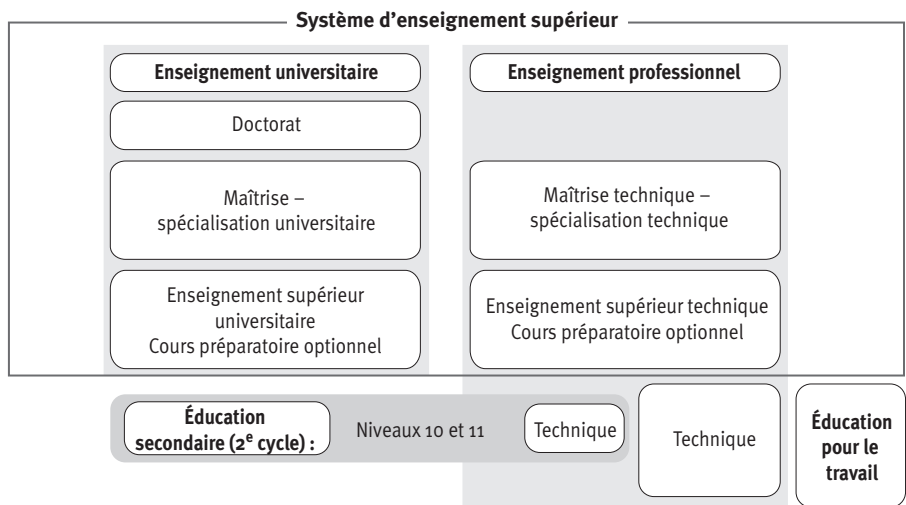 Système d’enseignement supérieur
Enseignement universitaire
Enseignement professionnel
Doctorat
Maîtrise –
spécialisation universitaire
Maîtrise technique –
spécialisation technique
Enseignement supérieur
universitaire
Cours préparatoire optionnel
Enseignement supérieur technique
Cours préparatoire optionnel
Éducation
secondaire (2e cycle) :
Niveaux 10 et 11
Technique
Technique
Éducation
pour le
travail